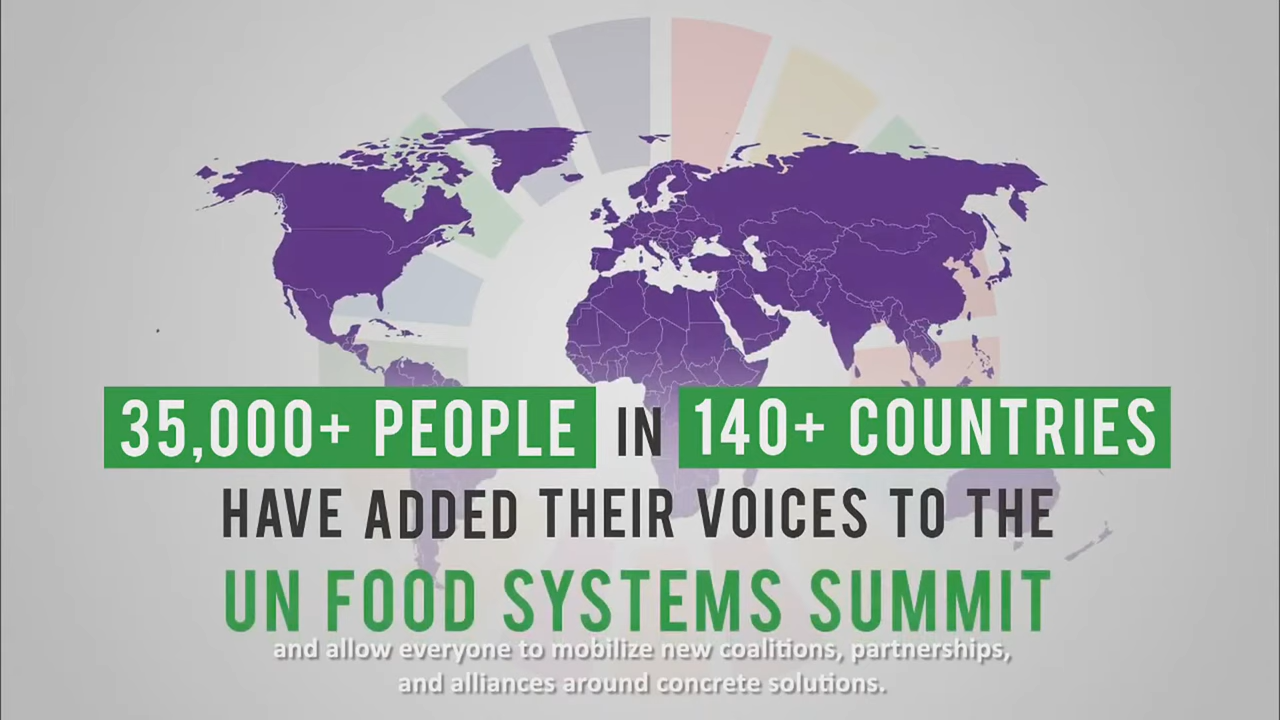 35,000+ PEOPLE IN 140+ COUNTRIES
HAVE ADDED THEIR VOICES TO THE
UN FOOD SYSTEMS SUMMIT
and allow everyone to mobilize new coalitions, partnerships,
and alliances around concrete solutions.